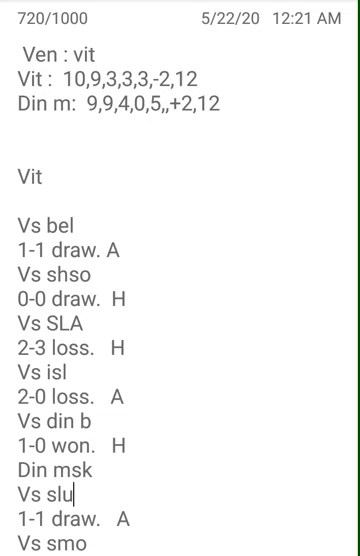 720/1000 5/22/20 12:21 AM
Ven : vit
Vit : 10,9,3,3,3,-2,12
Din m: 9,9,4,0,5,,+2,12
Vit
Vs bel
1-1 draw. A
Vs shso
0-0 draw. H
Vs SLA
2-3 loss. H
Vs isl
2-0 loss. A
Vs din b
1-0 won. H
Din msk
Vs slu
1-1 draw. A
Vs smo